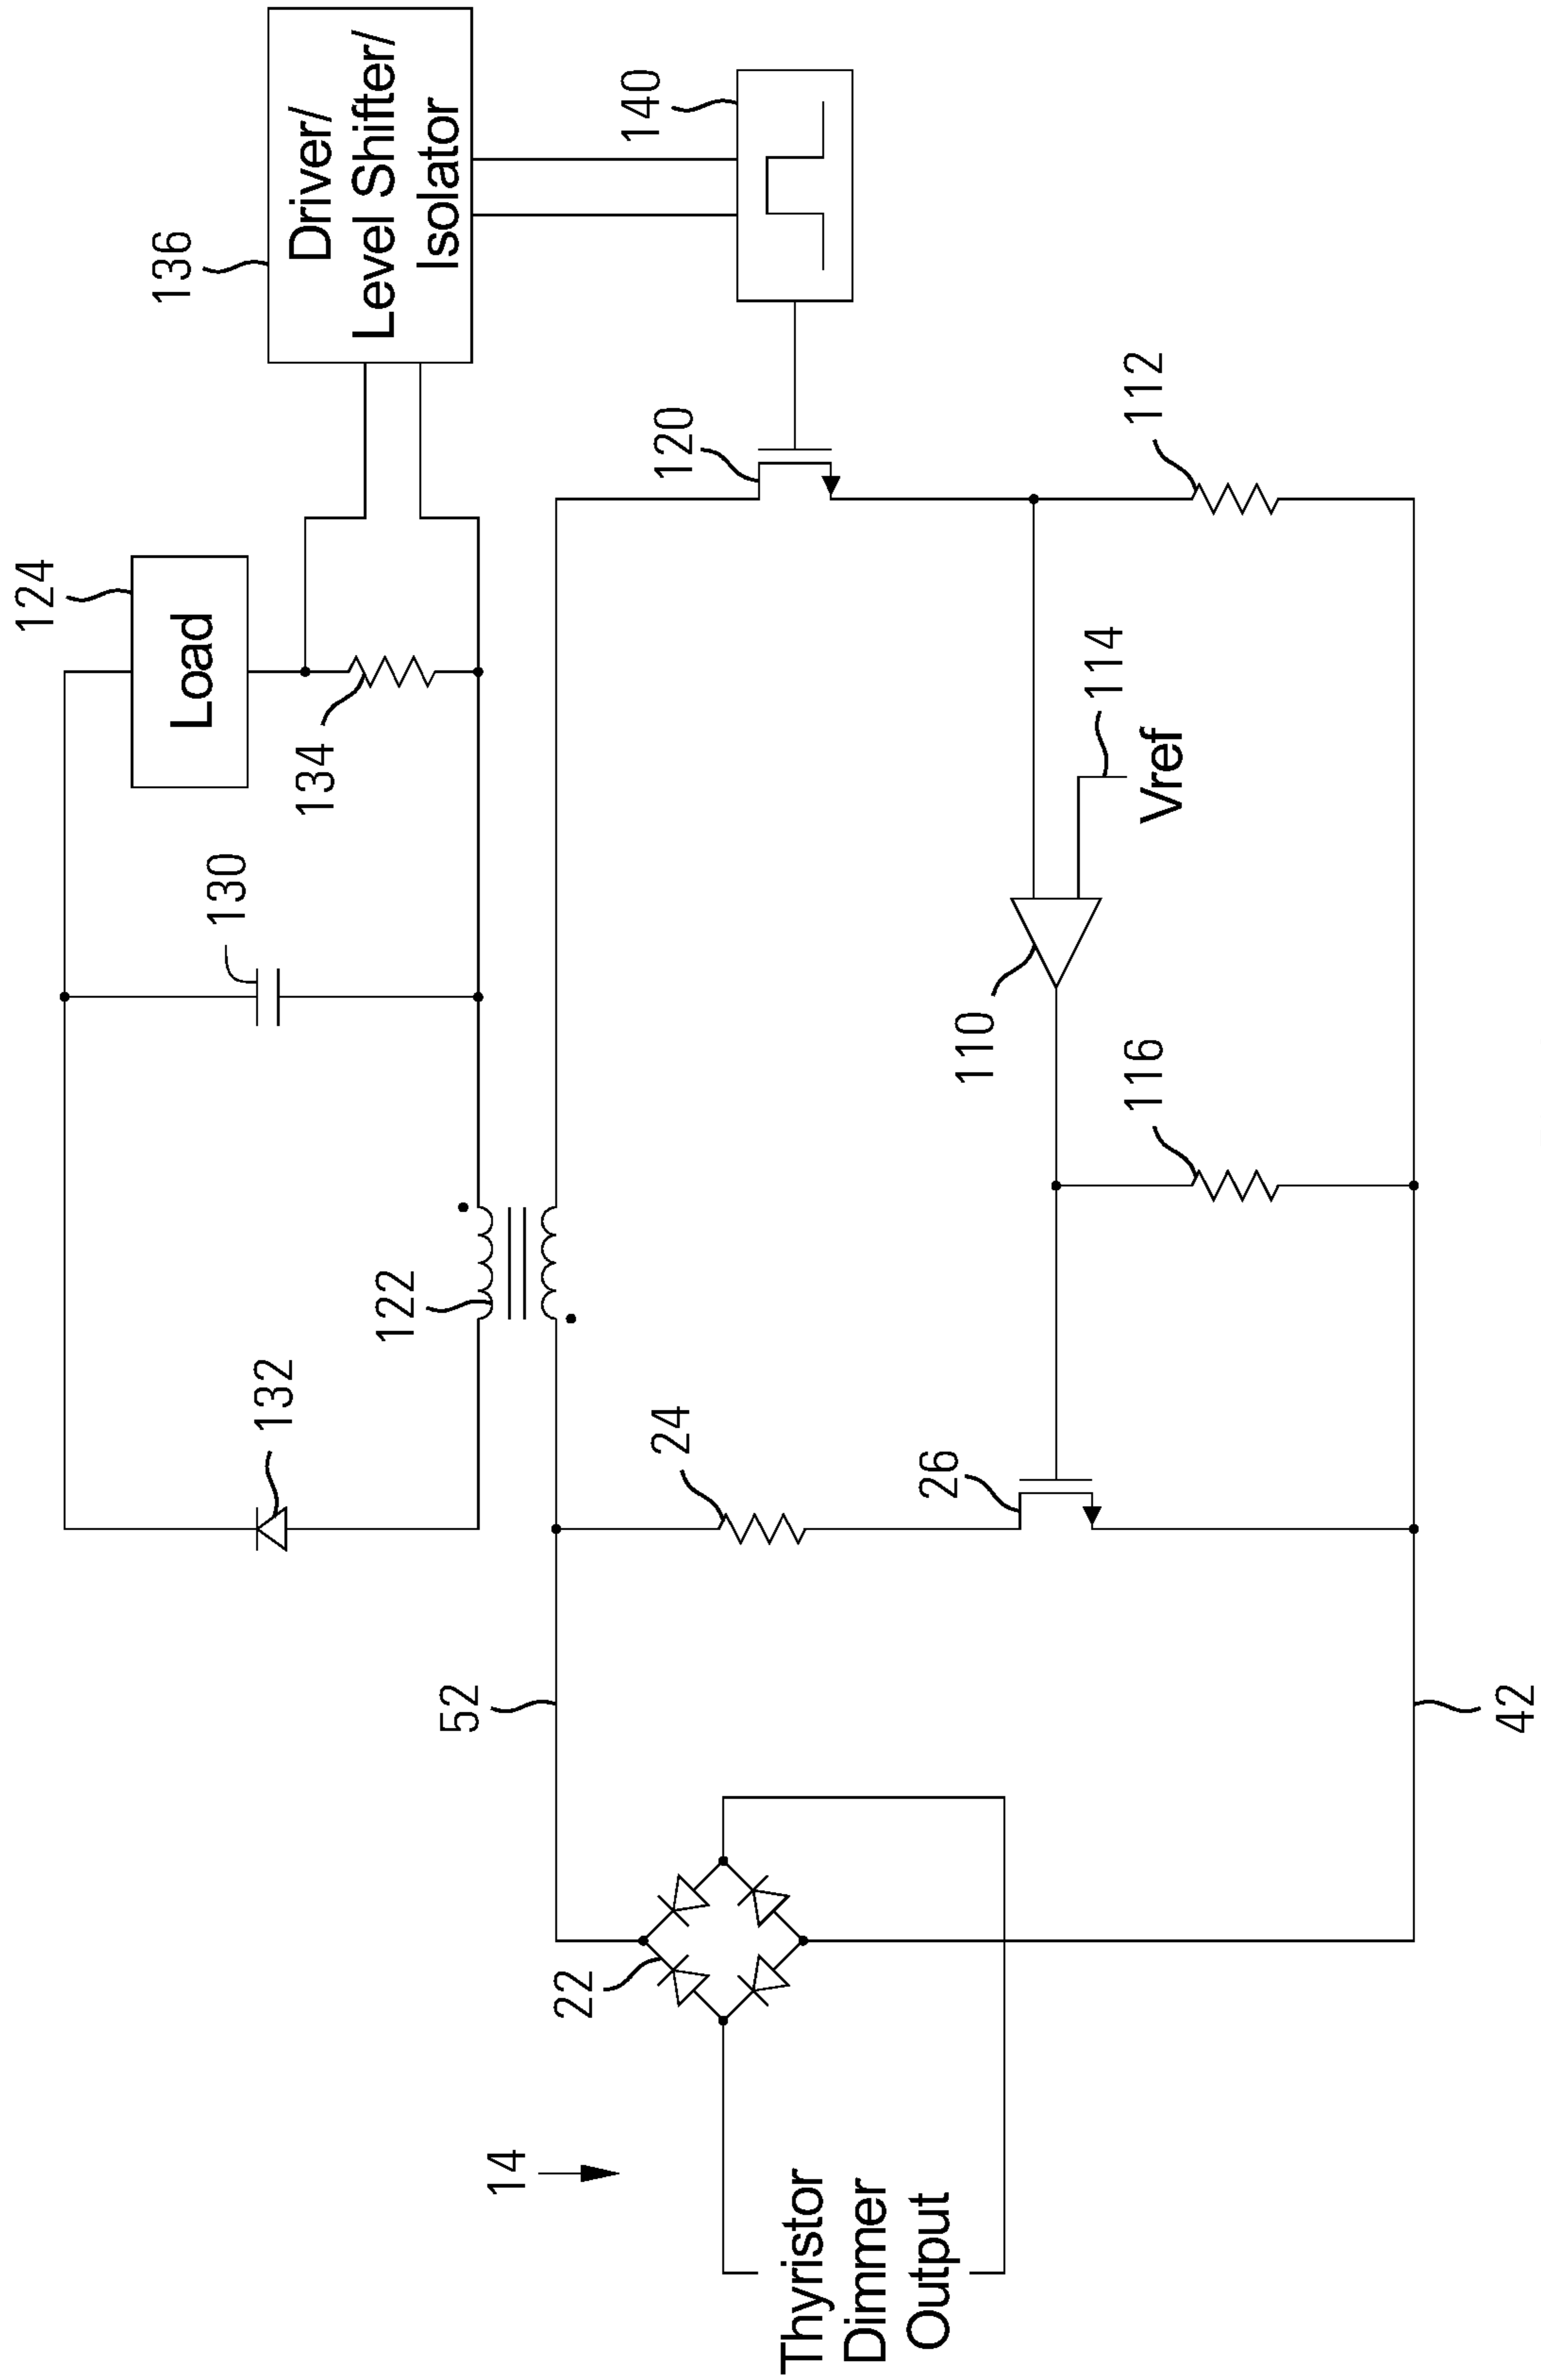 124
Load
134
130
132
122
136
Driver/
Level Shifter/
Isolator
140
120
112
114
Vref
110
116
24
26
52
42
22
14
Thyristor
Dimmer
Output